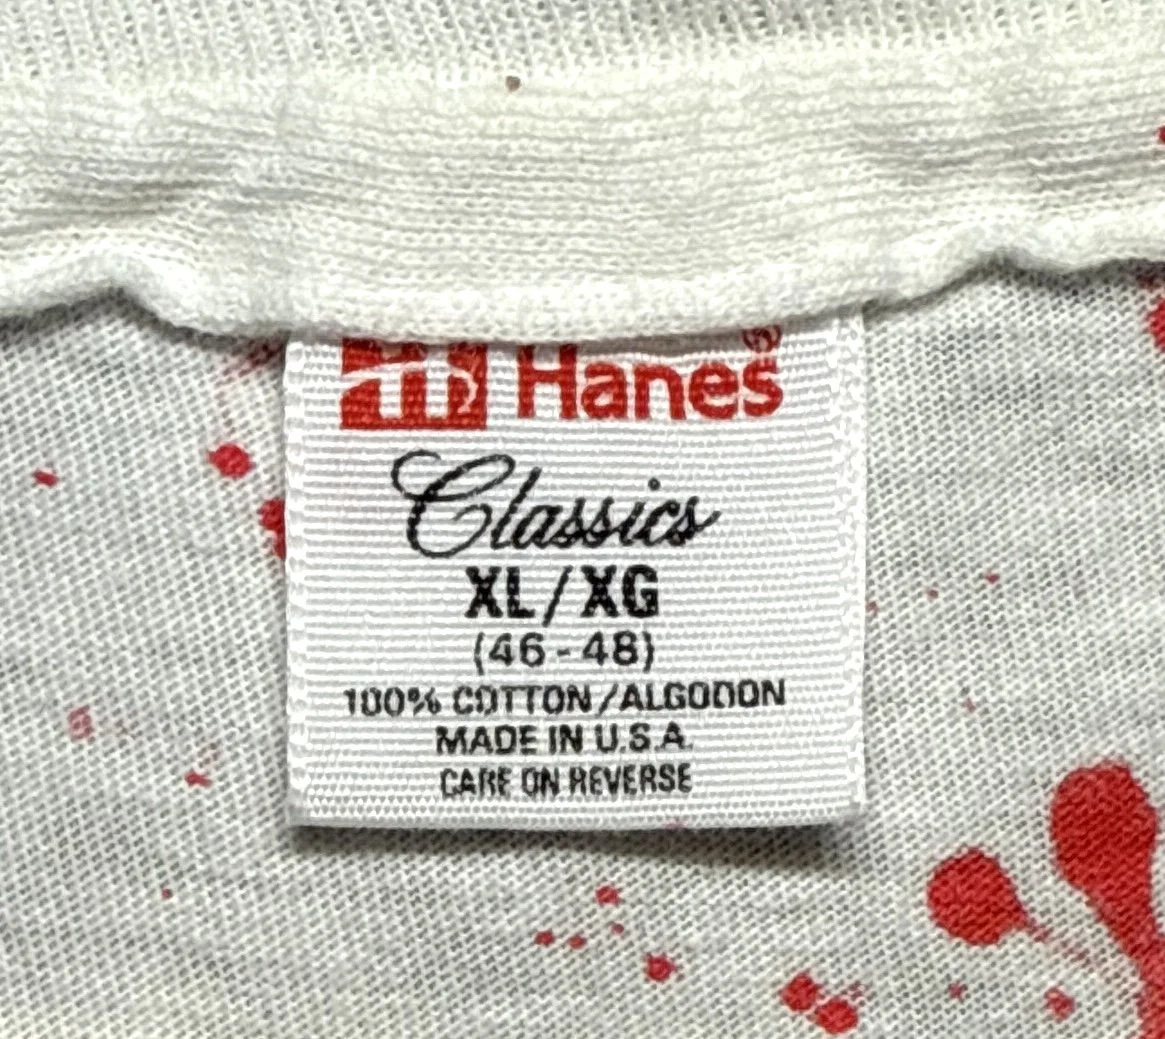 Hanes®
Classics
XL/XG
(46-48)
100% COTTON/ALGODON
MADE IN U.S.A.
CARE ON REVERSE